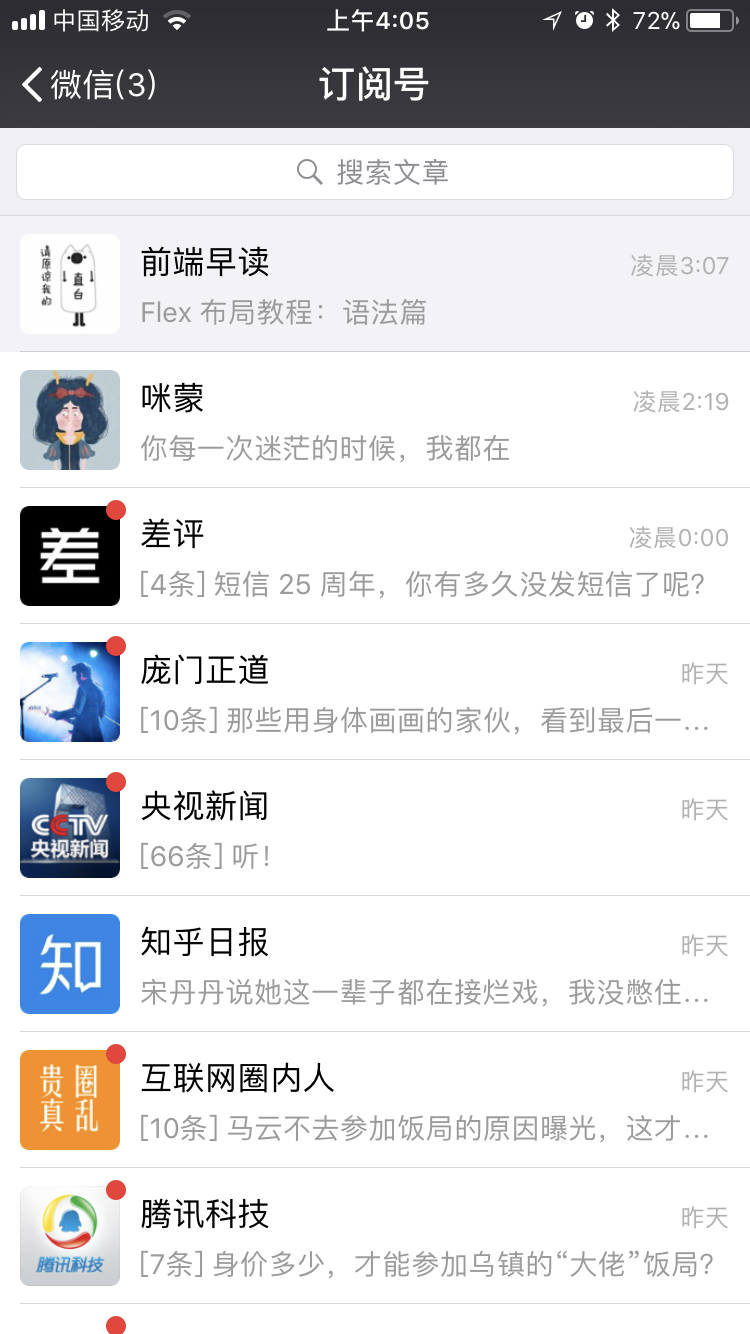 中国移动 上午4:05 72%
微信(3) 订阅号
搜索文章
请原谅我的
直白
前端早读 凌晨3:07
Flex 布局教程：语法篇
咪蒙 凌晨2:19
你每一次迷茫的时候，我都在
差
差评 凌晨0:00
[4条] 短信 25 周年，你有多久没发短信了呢?
庞门正道 昨天
[10条] 那些用身体画画的家伙，看到最后一...
CCTV
央视新闻
央视新闻 昨天
[66条] 听！
知
知乎日报 昨天
宋丹丹说她这一辈子都在接烂戏，我没憋住...
贵圈
真乱
互联网圈内人 昨天
[10条] 马云不去参加饭局的原因曝光，这才...
腾讯科技
腾讯科技 昨天
[7条] 身价多少，才能参加乌镇的“大佬”饭局?